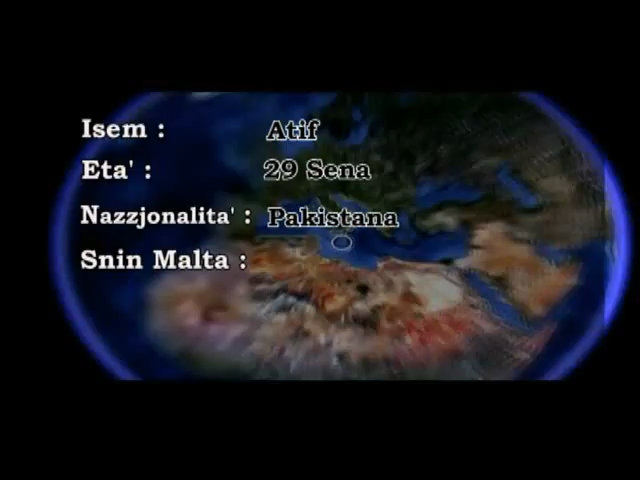 Isem : Atif
Eta' : 29 Sena
Nazzjonalita' : Pakistana
Snin Malta :